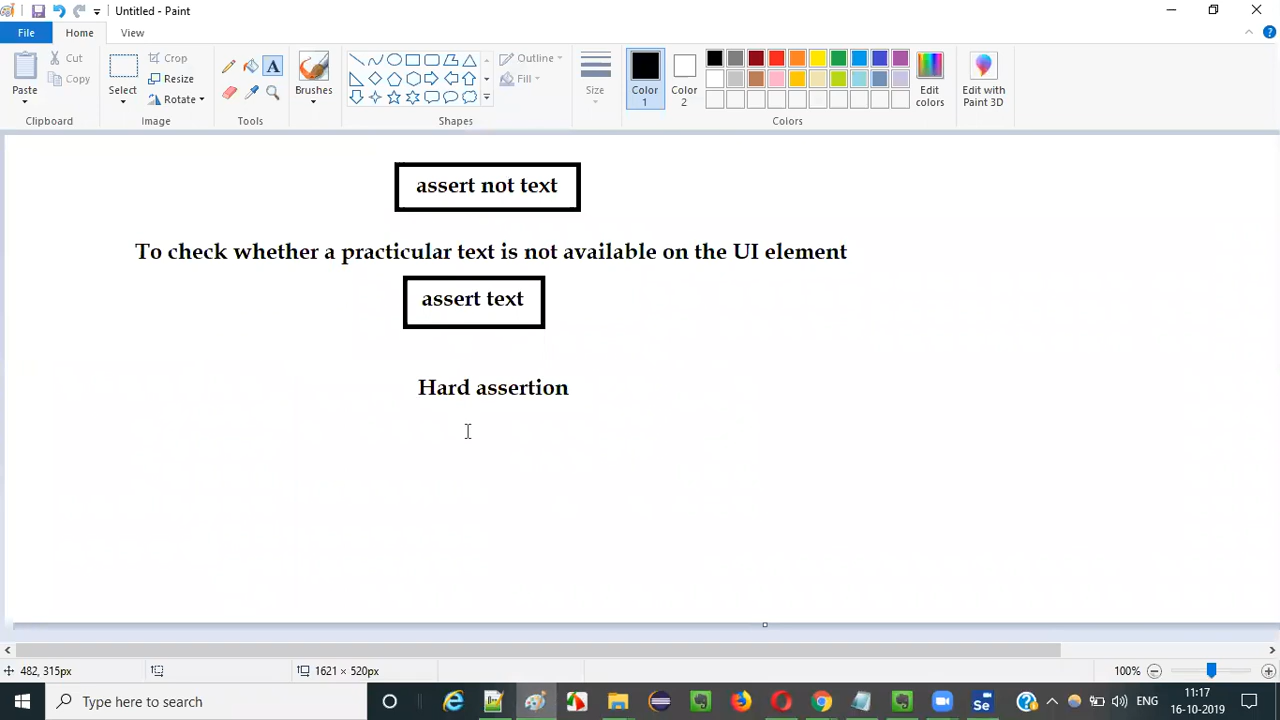 Untitled - Paint
File
Home
View
Paste
Cut
Copy
Clipboard
Select
Crop
Resize
Rotate
Image
A
Tools
Brushes
Outline
Fill
Shapes
Size
Color 1
Color 2
Edit colors
Colors
Edit with Paint 3D
assert not text
To check whether a practicular text is not available on the UI element
assert text
Hard assertion
482, 315px
1621 × 520px
100%
Type here to search
Se
ENG
11:17
16-10-2019